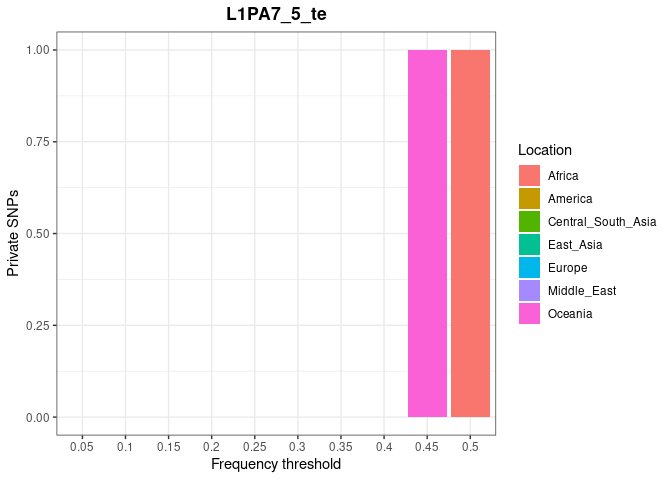 L1PA7_5_te
1.00
0.75
0.50
0.25
0.00
Private SNPs
0.05 0.1 0.15 0.2 0.25 0.3 0.35 0.4 0.45 0.5
Frequency threshold
Location
Africa
America
Central_South_Asia
East_Asia
Europe
Middle_East
Oceania